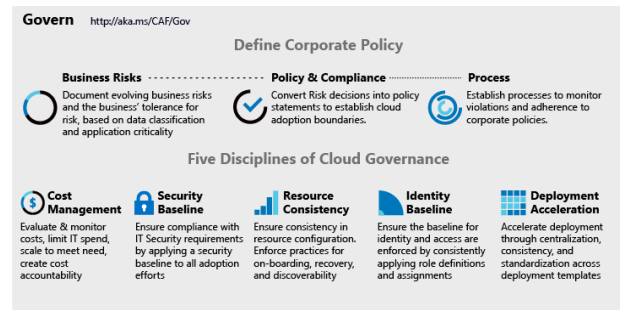 Govern http://aka.ms/CAF/Gov
Define Corporate Policy
Business Risks
Document evolving business risks
and the business' tolerance for
risk, based on data classification
and application criticality
Policy & Compliance
Convert Risk decisions into policy
statements to establish cloud
adoption boundaries.
Process
Establish processes to monitor
violations and adherence to
corporate policies.
Five Disciplines of Cloud Governance
$
Cost
Management
Evaluate & monitor
costs, limit IT spend,
scale to meet need,
create cost
accountability
Security
Baseline
Ensure compliance with
IT Security requirements
by applying a security
baseline to all adoption
efforts
Resource
Consistency
Ensure consistency in
resource configuration.
Enforce practices for
on-boarding, recovery,
and discoverability
Identity
Baseline
Ensure the baseline for
identity and access are
enforced by consistently
applying role definitions
and assignments
Deployment
Acceleration
Accelerate deployment
through centralization,
consistency, and
standardization across
deployment templates